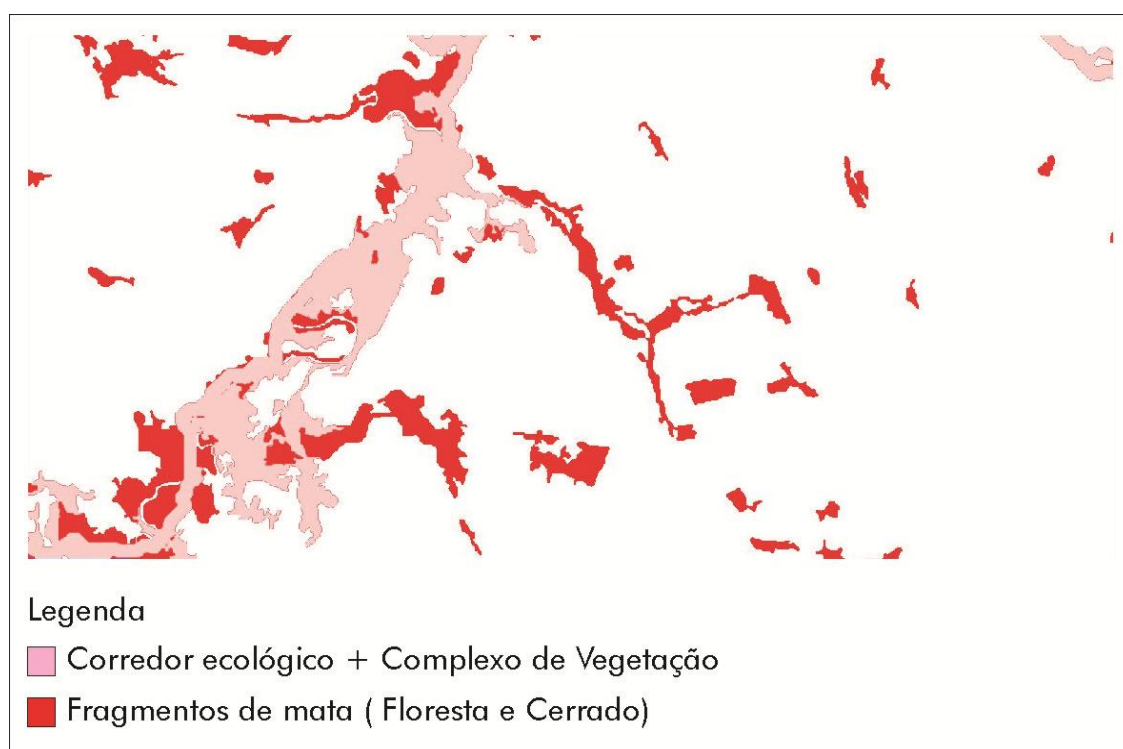 Legenda
Corredor ecológico + Complexo de Vegetação
Fragmentos de mata ( Floresta e Cerrado)